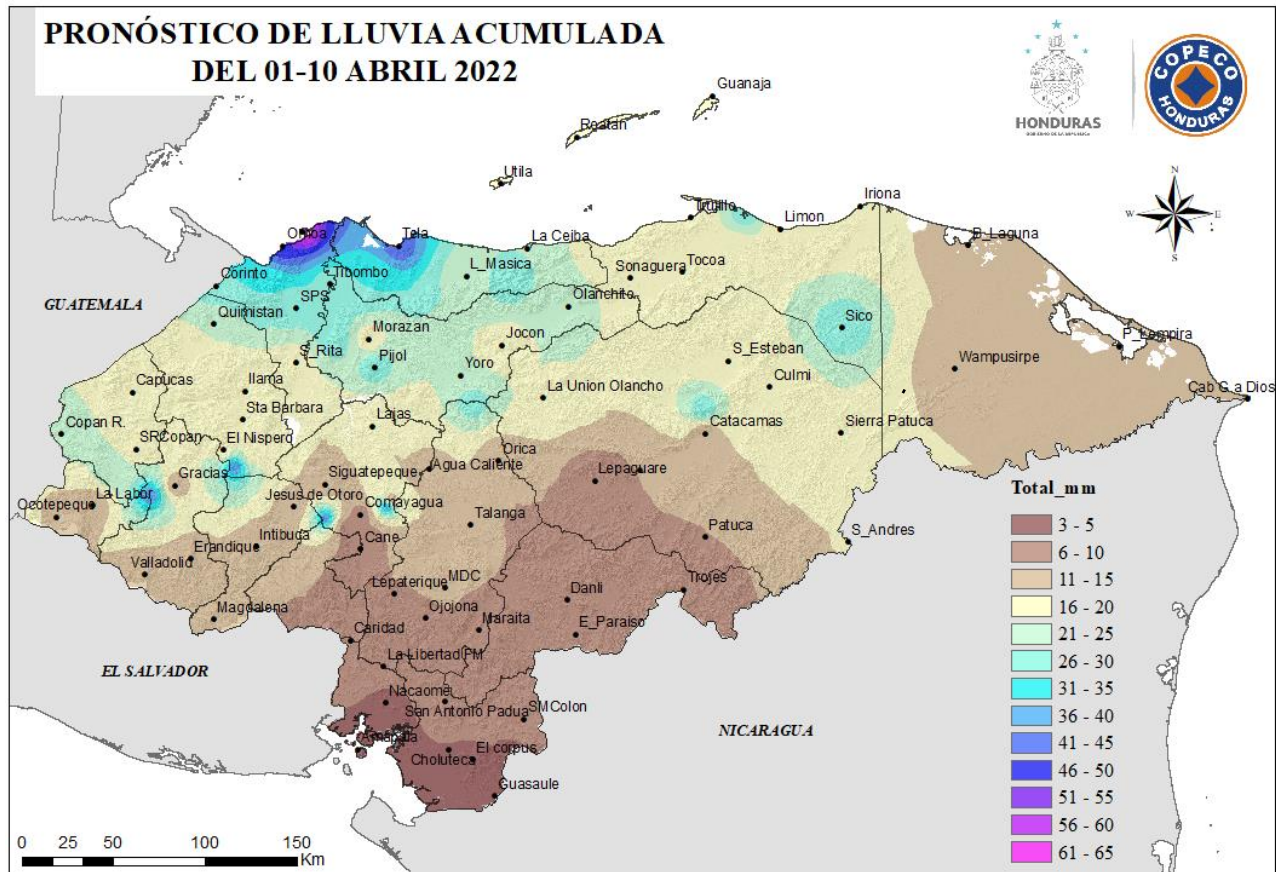 PRONÓSTICO DE LLUVIA ACUMULADA
DEL 01-10 ABRIL 2022
HONDURAS
GOBIERNO DE LA REPÚBLICA
COPECO
HONDURAS
N
W
E
S
Guanaja
Roatan
Utila
Iriona
Trujillo
Limon
Omoa
Tela
La Ceiba
B_Laguna
Corinto
Tibombo
L_Masica
Sonaguera
Tocoa
GUATEMALA
SPS
Olanchito
Quimistan
Morazan
Jocon
Sico
P_Lempira
S_Rita
Pijol
Yoro
S_Esteban
Wampusirpe
Capucas
Ilama
La Union Olancho
Culmi
Cab G. a Dios
Sta Barbara
Copan R.
Lajas
Catacamas
Sierra Patuca
SRCopan
El Nispero
Orica
Gracias
Siguatepeque
Agua Caliente
Lepaguare
La Labor
Ocotepeque
Jesus de Otoro
Comayagua
Talanga
Patuca
S_Andres
Intibuca
Cane
Erandique
Valladolid
Lepaterique
MDC
Danli
Trojes
Magdalena
Ojojona
Maraita
E_Paraiso
Caridad
La Libertad FM
EL SALVADOR
Nacaome
San Antonio Padua
SMColon
NICARAGUA
Amapala
Choluteca
El corpus
Guasaule
Total_mm
3 - 5
6 - 10
11 - 15
16 - 20
21 - 25
26 - 30
31 - 35
36 - 40
41 - 45
46 - 50
51 - 55
56 - 60
61 - 65
0 25 50 100 150
Km